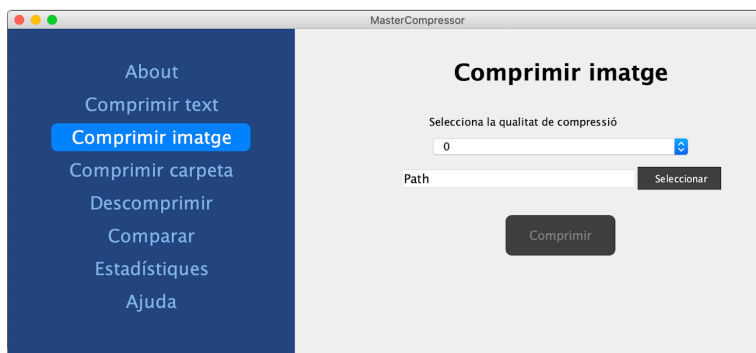 MasterCompressor
About
Comprimir text
Comprimir imatge
Comprimir carpeta
Descomprimir
Comparar
Estadístiques
Ajuda
Comprimir imatge
Selecciona la qualitat de compressió
0
Path
Seleccionar
Comprimir